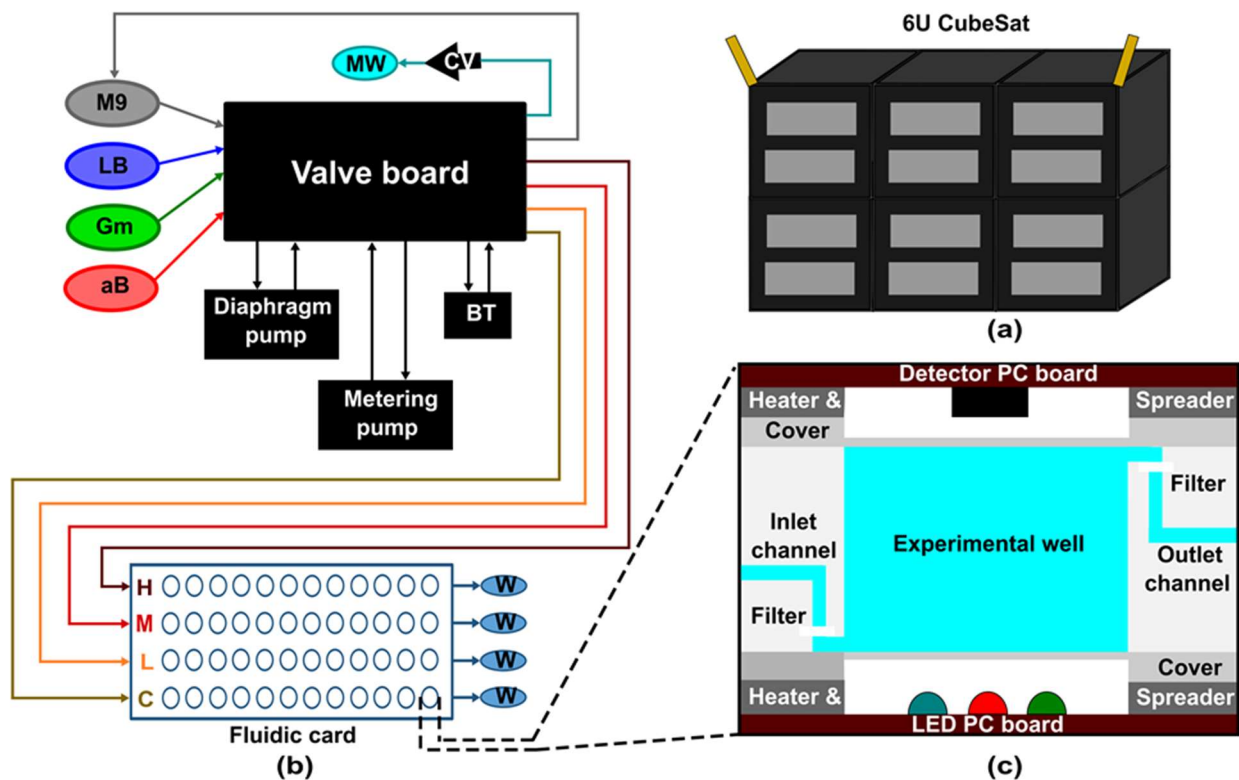 MW
CV
M9
LB
Gm
aB
Valve board
Diaphragm
pump
BT
Metering
pump
H
W
M
W
L
W
C
W
Fluidic card
(b)
6U CubeSat
(a)
Detector PC board
Heater &
Spreader
Cover
Filter
Inlet
channel
Experimental well
Outlet
channel
Filter
Cover
Heater &
Spreader
LED PC board
(c)